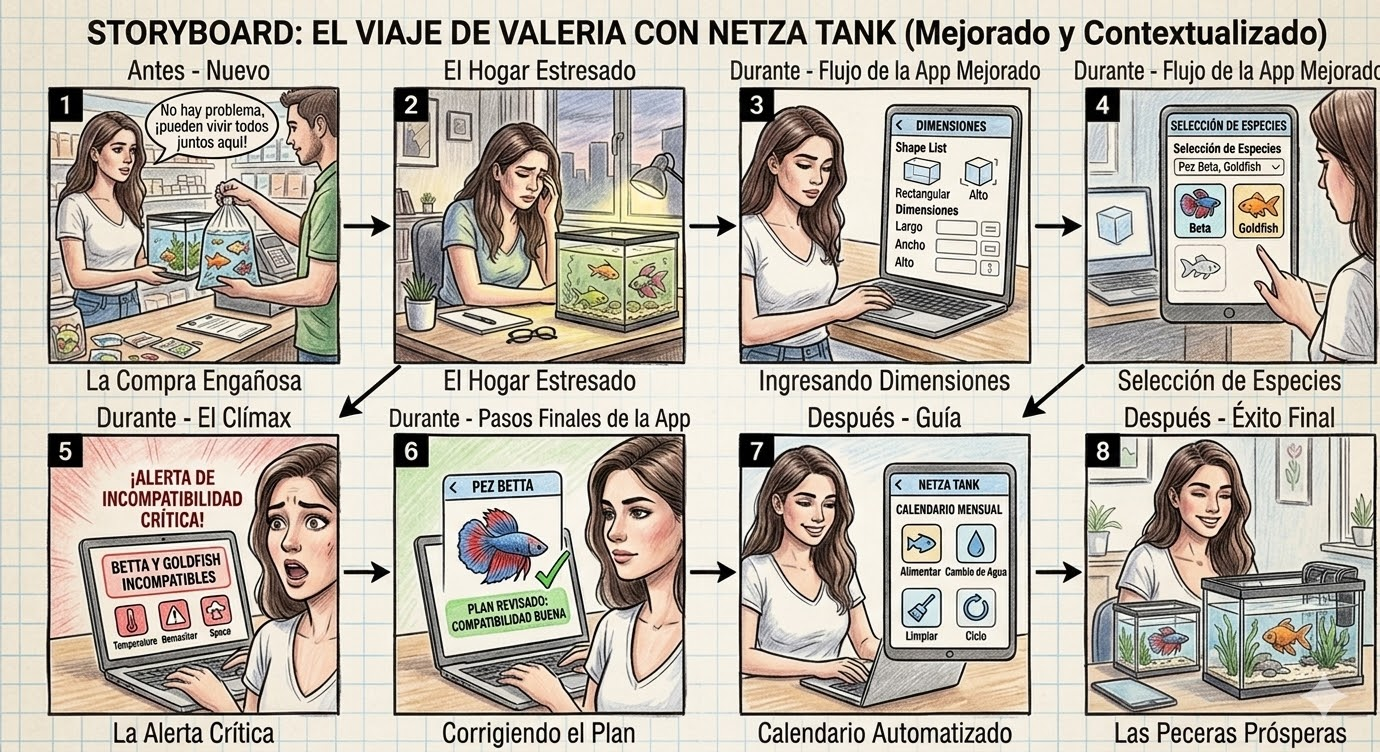 STORYBOARD: EL VIAJE DE VALERIA CON NETZA TANK (Mejorado y Contextualizado)
Antes - Nuevo
1
No hay problema,
¡pueden vivir todos
juntos aquí!
La Compra Engañosa
El Hogar Estresado
2
El Hogar Estresado
Durante - Flujo de la App Mejorado
3
< DIMENSIONES
Shape List
Rectangular
Alto
Dimensiones
Largo
Ancho
Alto
Ingresando Dimensiones
Durante - Flujo de la App Mejorado
4
SELECCIÓN DE ESPECIES
Selección de Especies
Pez Beta, Goldfish
Beta
Goldfish
Selección de Especies
Durante - El Clímax
5
¡ALERTA DE
INCOMPATIBILIDAD
CRÍTICA!
BETTA Y GOLDFISH
INCOMPATIBLES
Temperature
Bemasiter
Space
La Alerta Crítica
Durante - Pasos Finales de la App
6
< PEZ BETTA
PLAN REVISADO:
COMPATIBILIDAD BUENA
Corrigiendo el Plan
Después - Guía
7
< NETZA TANK
CALENDARIO MENSUAL
Alimentar
Camblo de Agua
Limpiar
Ciclo
Calendario Automatizado
Después - Éxito Final
8
Las Peceras Prósperas